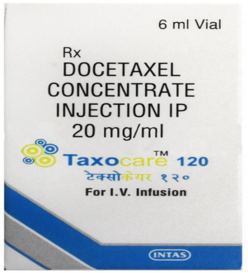 6 ml Vial
Rx
DOCETAXEL
CONCENTRATE
INJECTION IP
20 mg/ml
Taxocare™ 120
टेक्सोकेयर १२०
For I.V. Infusion
INTAS